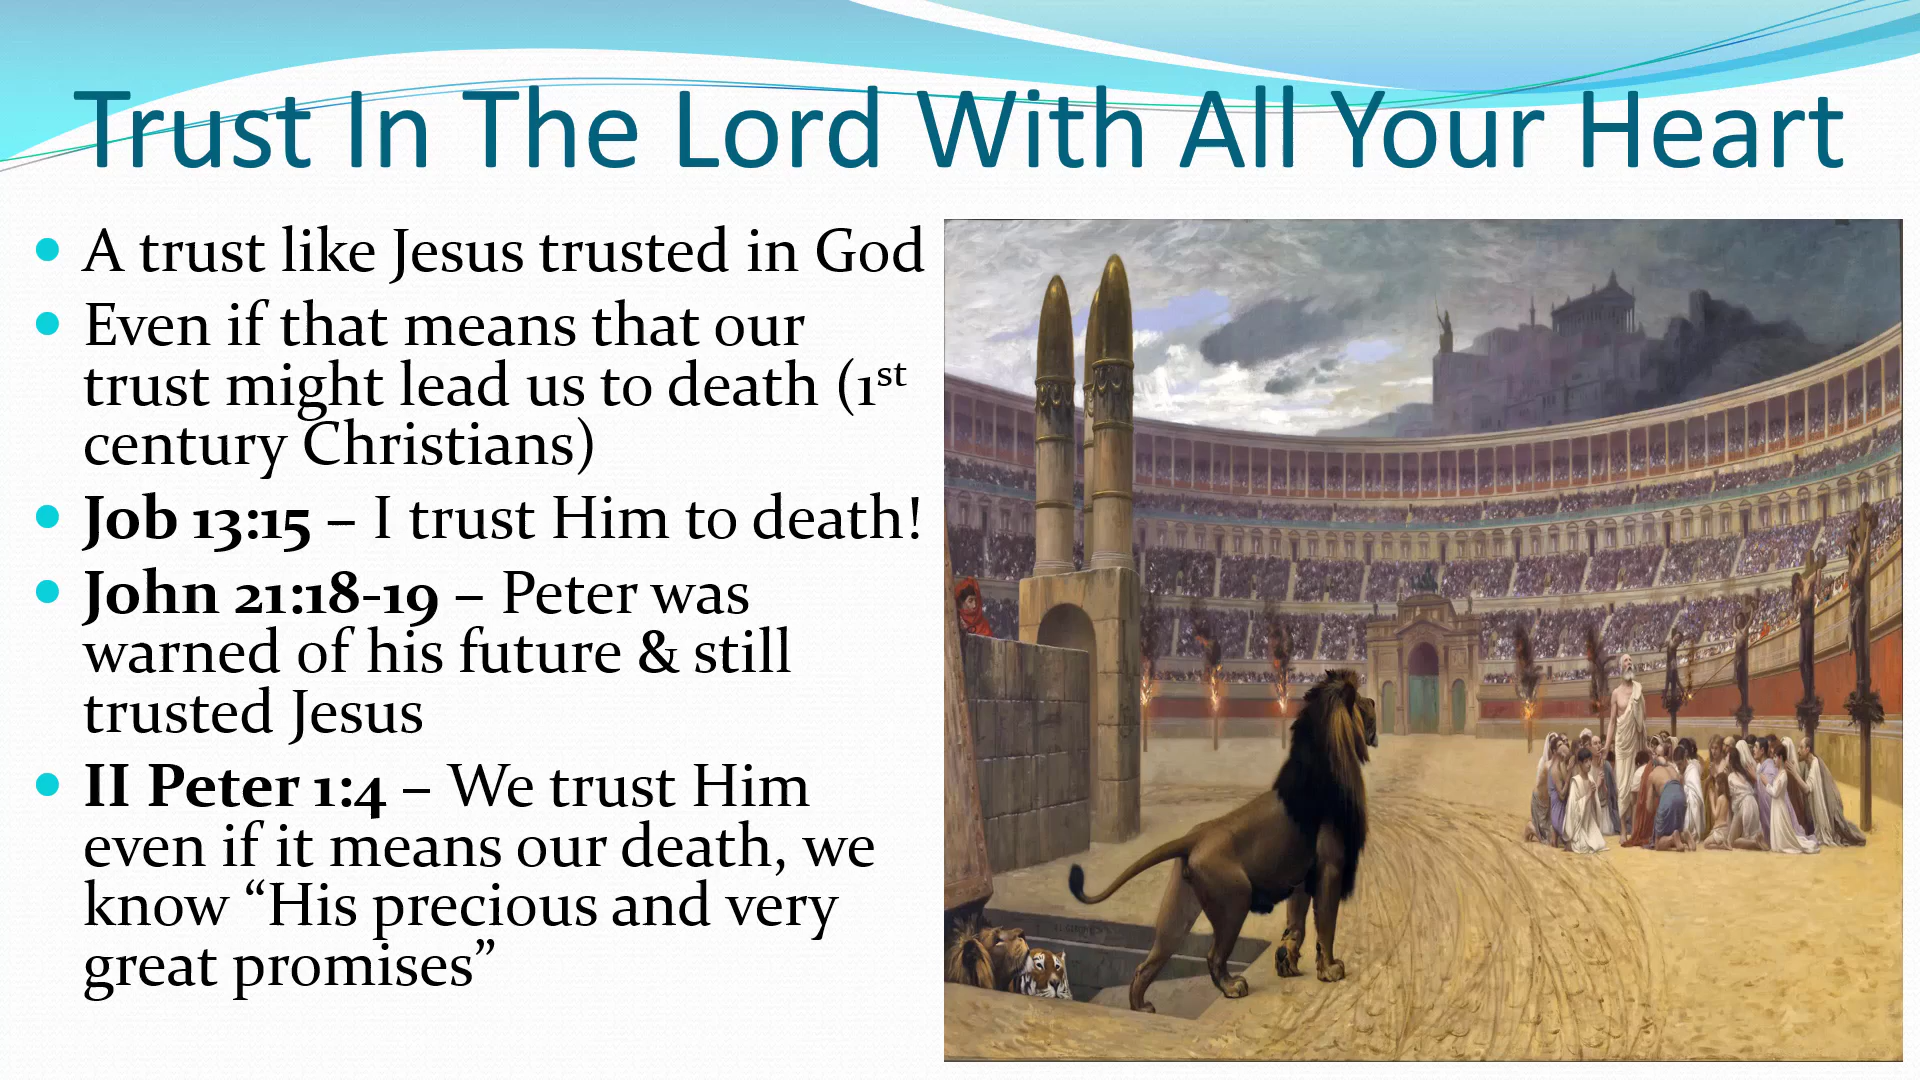 Trust In The Lord With All Your Heart
• A trust like Jesus trusted in God
• Even if that means that our
trust might lead us to death (1st
century Christians)
• Job 13:15 – I trust Him to death!
• John 21:18-19 – Peter was
warned of his future & still
trusted Jesus
• II Peter 1:4 – We trust Him
even if it means our death, we
know “His precious and very
great promises”